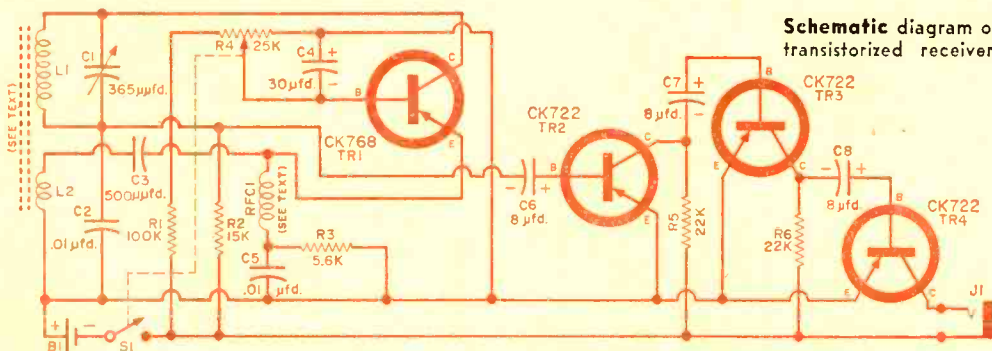 Schematic diagram o
transistorized receiver
(SEE TEXT)
L1
C1
365µµfd.
R4
25K
C4
+
-
30µfd.
B
C
E
CK768
TR1
L2
C3
500µµfd.
C2
.01µfd.
R1
100K
R2
15K
RFC1
(SEE TEXT)
R3
5.6K
C5
.01 µfd.
B1
+ -
S1
- +
C6
8µfd.
CK722
TR2
B
C
E
C7
+
8µfd.
-
R5
22K
B
E
C
CK722
TR3
R6
22K
- +
C8
8µfd.
B
E
C
CK722
TR4
J1